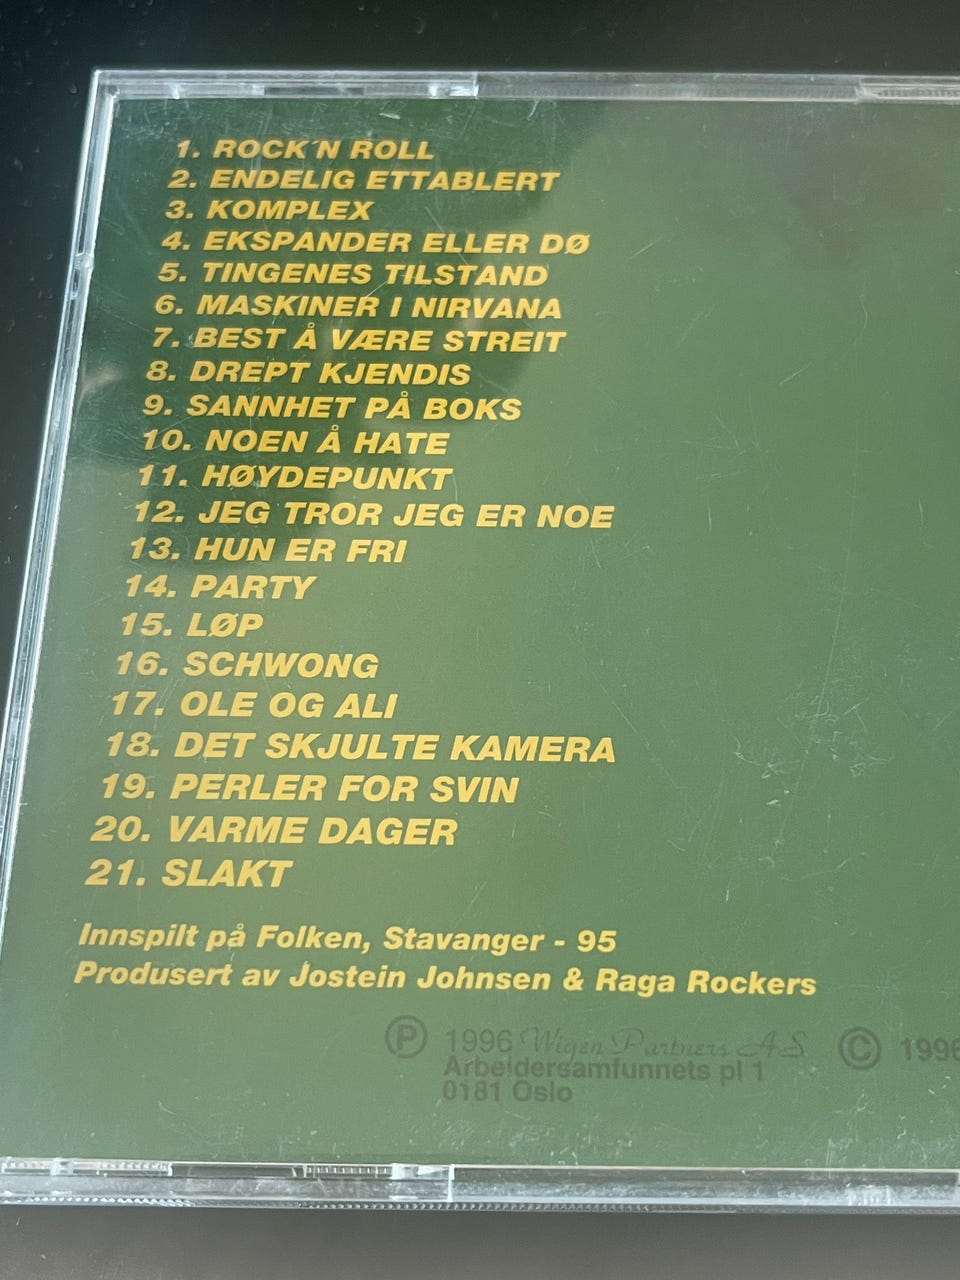 1. ROCK´N ROLL
2. ENDELIG ETTABLERT
3. KOMPLEX
4. EKSPANDER ELLER DØ
5. TINGENES TILSTAND
6. MASKINER I NIRVANA
7. BEST Å VÆRE STREIT
8. DREPT KJENDIS
9. SANNHET PÅ BOKS
10. NOEN Å HATE
11. HØYDEPUNKT
12. JEG TROR JEG ER NOE
13. HUN ER FRI
14. PARTY
15. LØP
16. SCHWONG
17. OLE OG ALI
18. DET SKJULTE KAMERA
19. PERLER FOR SVIN
20. VARME DAGER
21. SLAKT
Innspilt på Folken, Stavanger - 95
Produsert av Jostein Johnsen & Raga Rockers
Ⓟ 1996 Wigen Partners AS © 1996
Arbeidersamfunnets pl 1
0181 Oslo